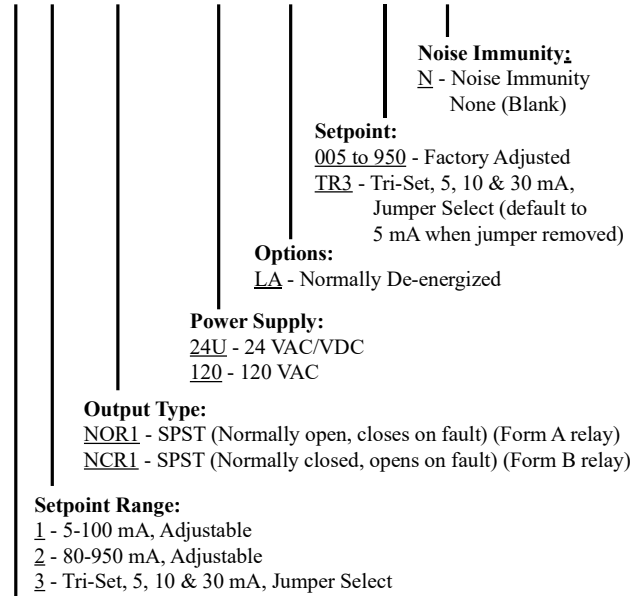 Noise Immunity:
N - Noise Immunity
None (Blank)
Setpoint:
005 to 950 - Factory Adjusted
TR3 - Tri-Set, 5, 10 & 30 mA,
Jumper Select (default to
5 mA when jumper removed)
Options:
LA - Normally De-energized
Power Supply:
24U - 24 VAC/VDC
120 - 120 VAC
Output Type:
NOR1 - SPST (Normally open, closes on fault) (Form A relay)
NCR1 - SPST (Normally closed, opens on fault) (Form B relay)
Setpoint Range:
1 - 5-100 mA, Adjustable
2 - 80-950 mA, Adjustable
3 - Tri-Set, 5, 10 & 30 mA, Jumper Select